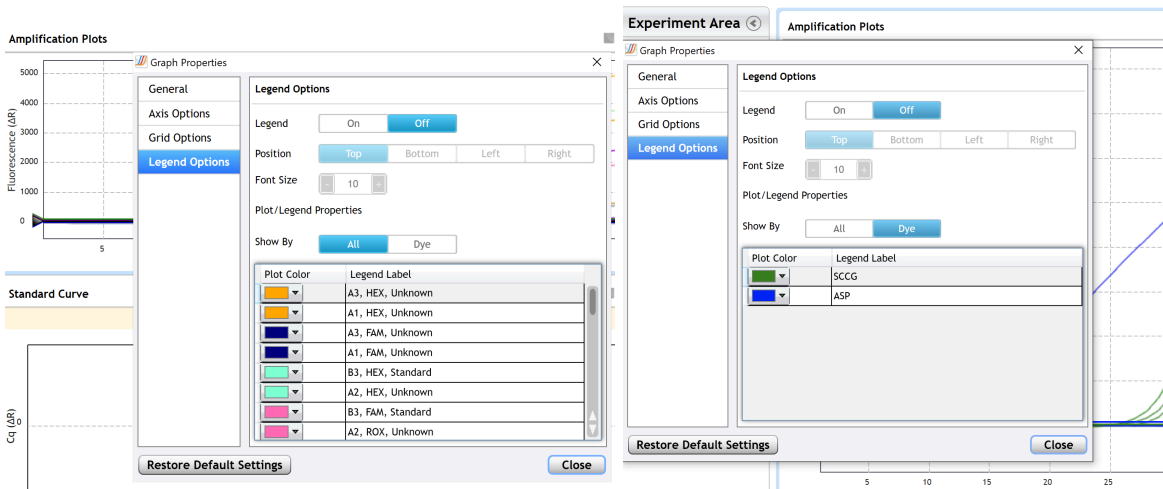 Amplification Plots
5000
4000
3000
2000
1000
0
Fluorescence (ΔR)
5
Standard Curve
Cq (ΔR)
0
Graph Properties
General
Axis Options
Grid Options
Legend Options
Legend Options
Legend On Off
Position Top Bottom Left Right
Font Size - 10 +
Plot/Legend Properties
Show By All Dye
Plot Color Legend Label
A3, HEX, Unknown
A1, HEX, Unknown
A3, FAM, Unknown
A1, FAM, Unknown
B3, HEX, Standard
A2, HEX, Unknown
B3, FAM, Standard
A2, ROX, Unknown
Restore Default Settings Close
Experiment Area
Amplification Plots
Graph Properties
General
Axis Options
Grid Options
Legend Options
Legend Options
Legend On Off
Position Top Bottom Left Right
Font Size - 10 +
Plot/Legend Properties
Show By All Dye
Plot Color Legend Label
SCCG
ASP
Restore Default Settings Close
5 10 15 20 25